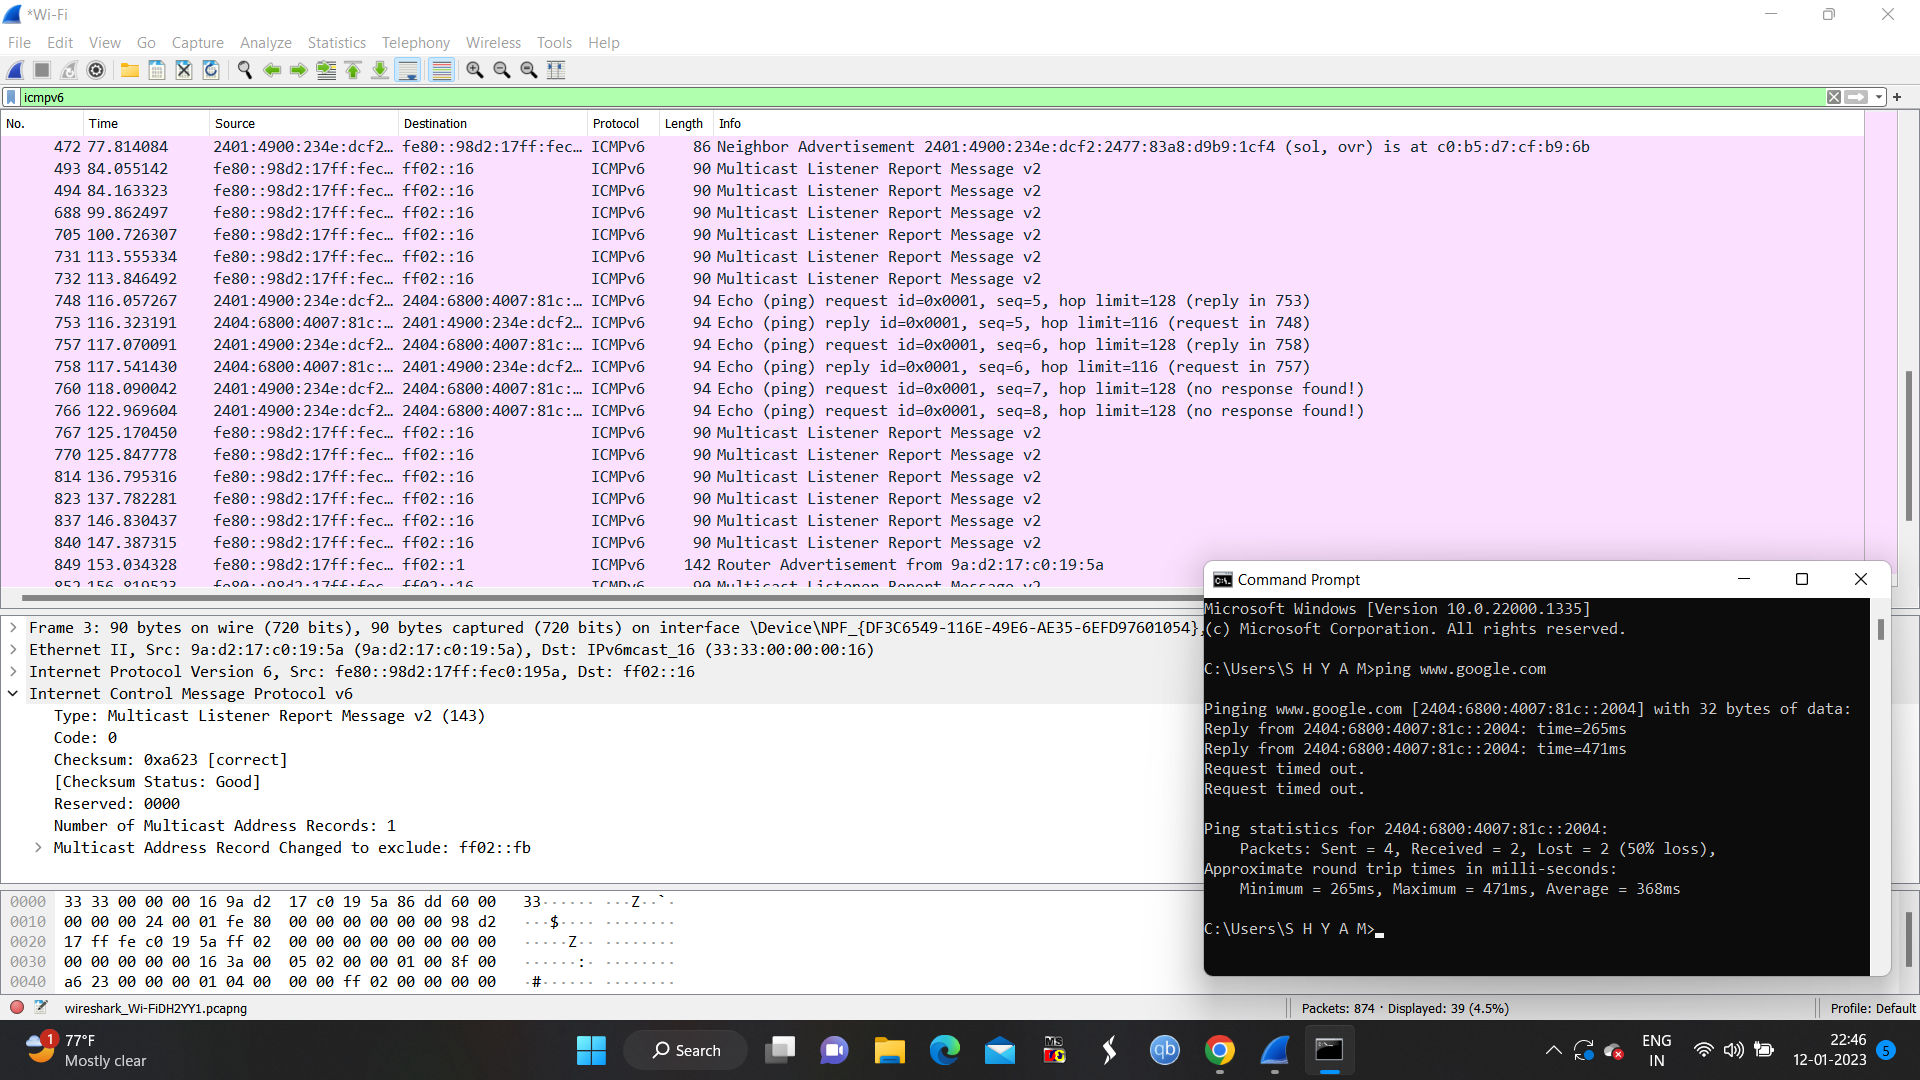 *Wi-Fi
File Edit View Go Capture Analyze Statistics Telephony Wireless Tools Help
icmpv6
No. Time Source Destination Protocol Length Info
472 77.814084 2401:4900:234e:dcf2… fe80::98d2:17ff:fec… ICMPv6 86 Neighbor Advertisement 2401:4900:234e:dcf2:2477:83a8:d9b9:1cf4 (sol, ovr) is at c0:b5:d7:cf:b9:6b
493 84.055142 fe80::98d2:17ff:fec… ff02::16 ICMPv6 90 Multicast Listener Report Message v2
494 84.163323 fe80::98d2:17ff:fec… ff02::16 ICMPv6 90 Multicast Listener Report Message v2
688 99.862497 fe80::98d2:17ff:fec… ff02::16 ICMPv6 90 Multicast Listener Report Message v2
705 100.726307 fe80::98d2:17ff:fec… ff02::16 ICMPv6 90 Multicast Listener Report Message v2
731 113.555334 fe80::98d2:17ff:fec… ff02::16 ICMPv6 90 Multicast Listener Report Message v2
732 113.846492 fe80::98d2:17ff:fec… ff02::16 ICMPv6 90 Multicast Listener Report Message v2
748 116.057267 2401:4900:234e:dcf2… 2404:6800:4007:81c:… ICMPv6 94 Echo (ping) request id=0x0001, seq=5, hop limit=128 (reply in 753)
753 116.323191 2404:6800:4007:81c:… 2401:4900:234e:dcf2… ICMPv6 94 Echo (ping) reply id=0x0001, seq=5, hop limit=116 (request in 748)
757 117.070091 2401:4900:234e:dcf2… 2404:6800:4007:81c:… ICMPv6 94 Echo (ping) request id=0x0001, seq=6, hop limit=128 (reply in 758)
758 117.541430 2404:6800:4007:81c:… 2401:4900:234e:dcf2… ICMPv6 94 Echo (ping) reply id=0x0001, seq=6, hop limit=116 (request in 757)
760 118.090042 2401:4900:234e:dcf2… 2404:6800:4007:81c:… ICMPv6 94 Echo (ping) request id=0x0001, seq=7, hop limit=128 (no response found!)
766 122.969604 2401:4900:234e:dcf2… 2404:6800:4007:81c:… ICMPv6 94 Echo (ping) request id=0x0001, seq=8, hop limit=128 (no response found!)
767 125.170450 fe80::98d2:17ff:fec… ff02::16 ICMPv6 90 Multicast Listener Report Message v2
770 125.847778 fe80::98d2:17ff:fec… ff02::16 ICMPv6 90 Multicast Listener Report Message v2
814 136.795316 fe80::98d2:17ff:fec… ff02::16 ICMPv6 90 Multicast Listener Report Message v2
823 137.782281 fe80::98d2:17ff:fec… ff02::16 ICMPv6 90 Multicast Listener Report Message v2
837 146.830437 fe80::98d2:17ff:fec… ff02::16 ICMPv6 90 Multicast Listener Report Message v2
840 147.387315 fe80::98d2:17ff:fec… ff02::16 ICMPv6 90 Multicast Listener Report Message v2
849 153.034328 fe80::98d2:17ff:fec… ff02::1 ICMPv6 142 Router Advertisement from 9a:d2:17:c0:19:5a
852 156.819523 fe80::98d2:17ff:fec… ff02::16 ICMPv6 90 Multicast Listener Report Message v2
Frame 3: 90 bytes on wire (720 bits), 90 bytes captured (720 bits) on interface \Device\NPF_{DF3C6549-116E-49E6-AE35-6EFD97601054},
Ethernet II, Src: 9a:d2:17:c0:19:5a (9a:d2:17:c0:19:5a), Dst: IPv6mcast_16 (33:33:00:00:00:16)
Internet Protocol Version 6, Src: fe80::98d2:17ff:fec0:195a, Dst: ff02::16
Internet Control Message Protocol v6
Type: Multicast Listener Report Message v2 (143)
Code: 0
Checksum: 0xa623 [correct]
[Checksum Status: Good]
Reserved: 0000
Number of Multicast Address Records: 1
Multicast Address Record Changed to exclude: ff02::fb
0000 33 33 00 00 00 16 9a d2 17 c0 19 5a 86 dd 60 00 33······ ···Z··`·
0010 00 00 00 24 00 01 fe 80 00 00 00 00 00 00 98 d2 ···$···· ········
0020 17 ff fe c0 19 5a ff 02 00 00 00 00 00 00 00 00 ·····Z·· ········
0030 00 00 00 00 00 16 3a 00 05 02 00 00 01 00 8f 00 ······:· ········
0040 a6 23 00 00 00 01 04 00 00 00 ff 02 00 00 00 00 ·#······ ········
wireshark_Wi-FiDH2YY1.pcapng
Packets: 874 · Displayed: 39 (4.5%)
Profile: Default
Command Prompt
Microsoft Windows [Version 10.0.22000.1335]
(c) Microsoft Corporation. All rights reserved.
C:\Users\S H Y A M>ping www.google.com
Pinging www.google.com [2404:6800:4007:81c::2004] with 32 bytes of data:
Reply from 2404:6800:4007:81c::2004: time=265ms
Reply from 2404:6800:4007:81c::2004: time=471ms
Request timed out.
Request timed out.
Ping statistics for 2404:6800:4007:81c::2004:
Packets: Sent = 4, Received = 2, Lost = 2 (50% loss),
Approximate round trip times in milli-seconds:
Minimum = 265ms, Maximum = 471ms, Average = 368ms
C:\Users\S H Y A M>
1
77°F
Mostly clear
Search
MS
qb
ENG
IN
22:46
12-01-2023
5